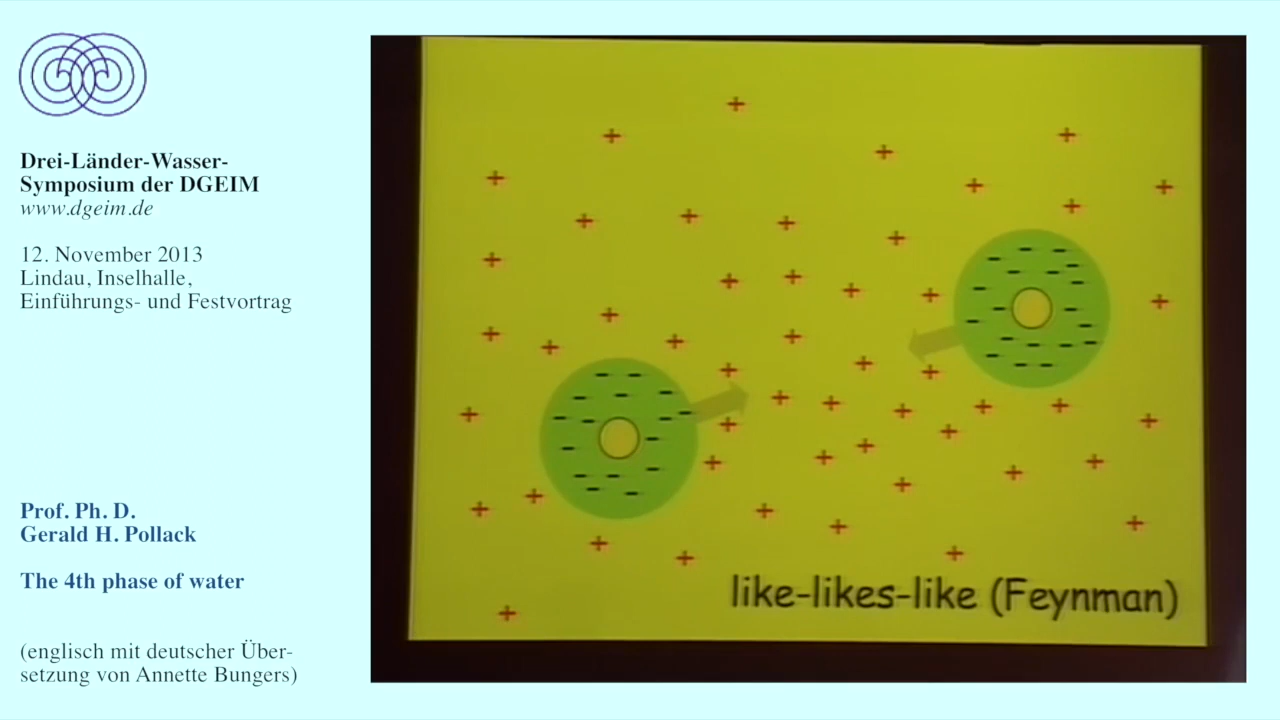 Drei-Länder-Wasser-
Symposium der DGEIM
www.dgeim.de
12. November 2013
Lindau, Inselhalle,
Einführungs- und Festvortrag
Prof. Ph. D.
Gerald H. Pollack
The 4th phase of water
(englisch mit deutscher Über-
setzung von Annette Bungers)
like-likes-like (Feynman)